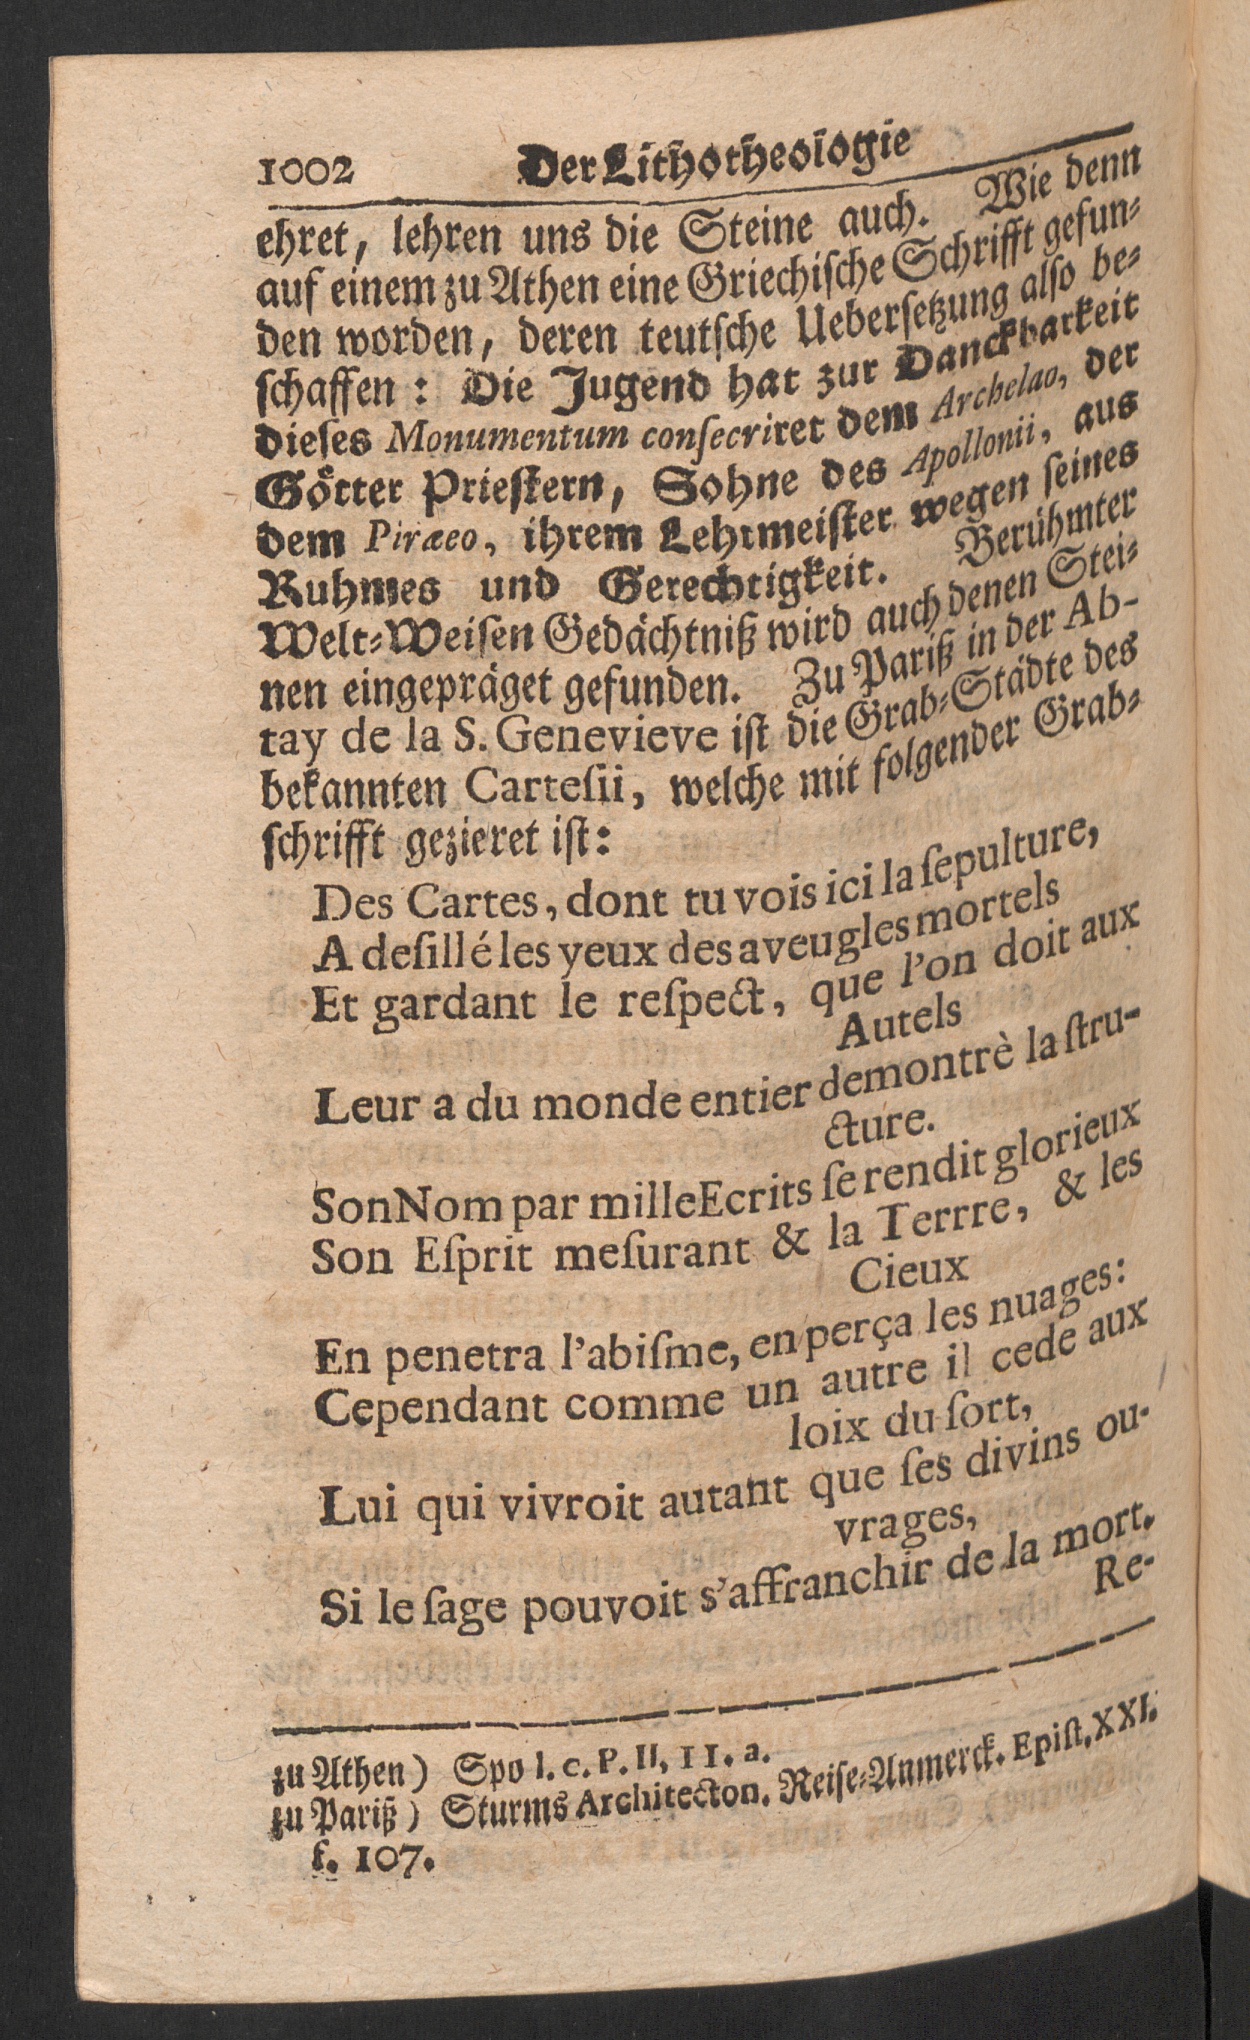 1002 Der Lithotheologie
ehret, lehren uns die Steine auch. Wie denn
auf einem zu Athen eine Griechiſche Schrifft gefun⸗
den worden, deren teutſche Ueberſetzung alſo be⸗
ſchaffen: Die Jugend hat zur Danckbarkeit
dieſes Monumentum conſecriret dem Archelao, der
Götter Prieſtern, Sohne des Apollonii, aus
dem Piræeo, ihrem Lehrmeiſter wegen ſeines
Ruhmes und Gerechtigkeit. Berühmter
Welt⸗Weiſen Gedächtniß wird auch denen Stei⸗
nen eingepräget gefunden. Zu Pariß in der Ab-
tay de la S. Genevieve iſt die Grab⸗Städte des
bekannten Carteſii, welche mit folgender Grab⸗
ſchrifft gezieret iſt:
Des Cartes, dont tu vois ici la ſepulture,
A deſillé les yeux des aveugles mortels
Et gardant le reſpect, que l'on doit aux
Autels
Leur a du monde entier demontrè la ſtru-
cture.
Son Nom par mille Ecrits ſe rendit glorieux
Son Eſprit meſurant & la Terrre, & les
Cieux
En penetra l'abiſme, en perça les nuages:
Cependant comme un autre il cede aux
loix du ſort,
Lui qui vivroit autant que ſes divins ou-
vrages,
Si le ſage pouvoit s'affranchir de la mort.
Re-
zu Athen) Spo l. c. P. II, 11. a.
zu Pariß) Sturms Architecton. Reiſe⸗Anmerck. Epiſt, XXI.
f. 107.